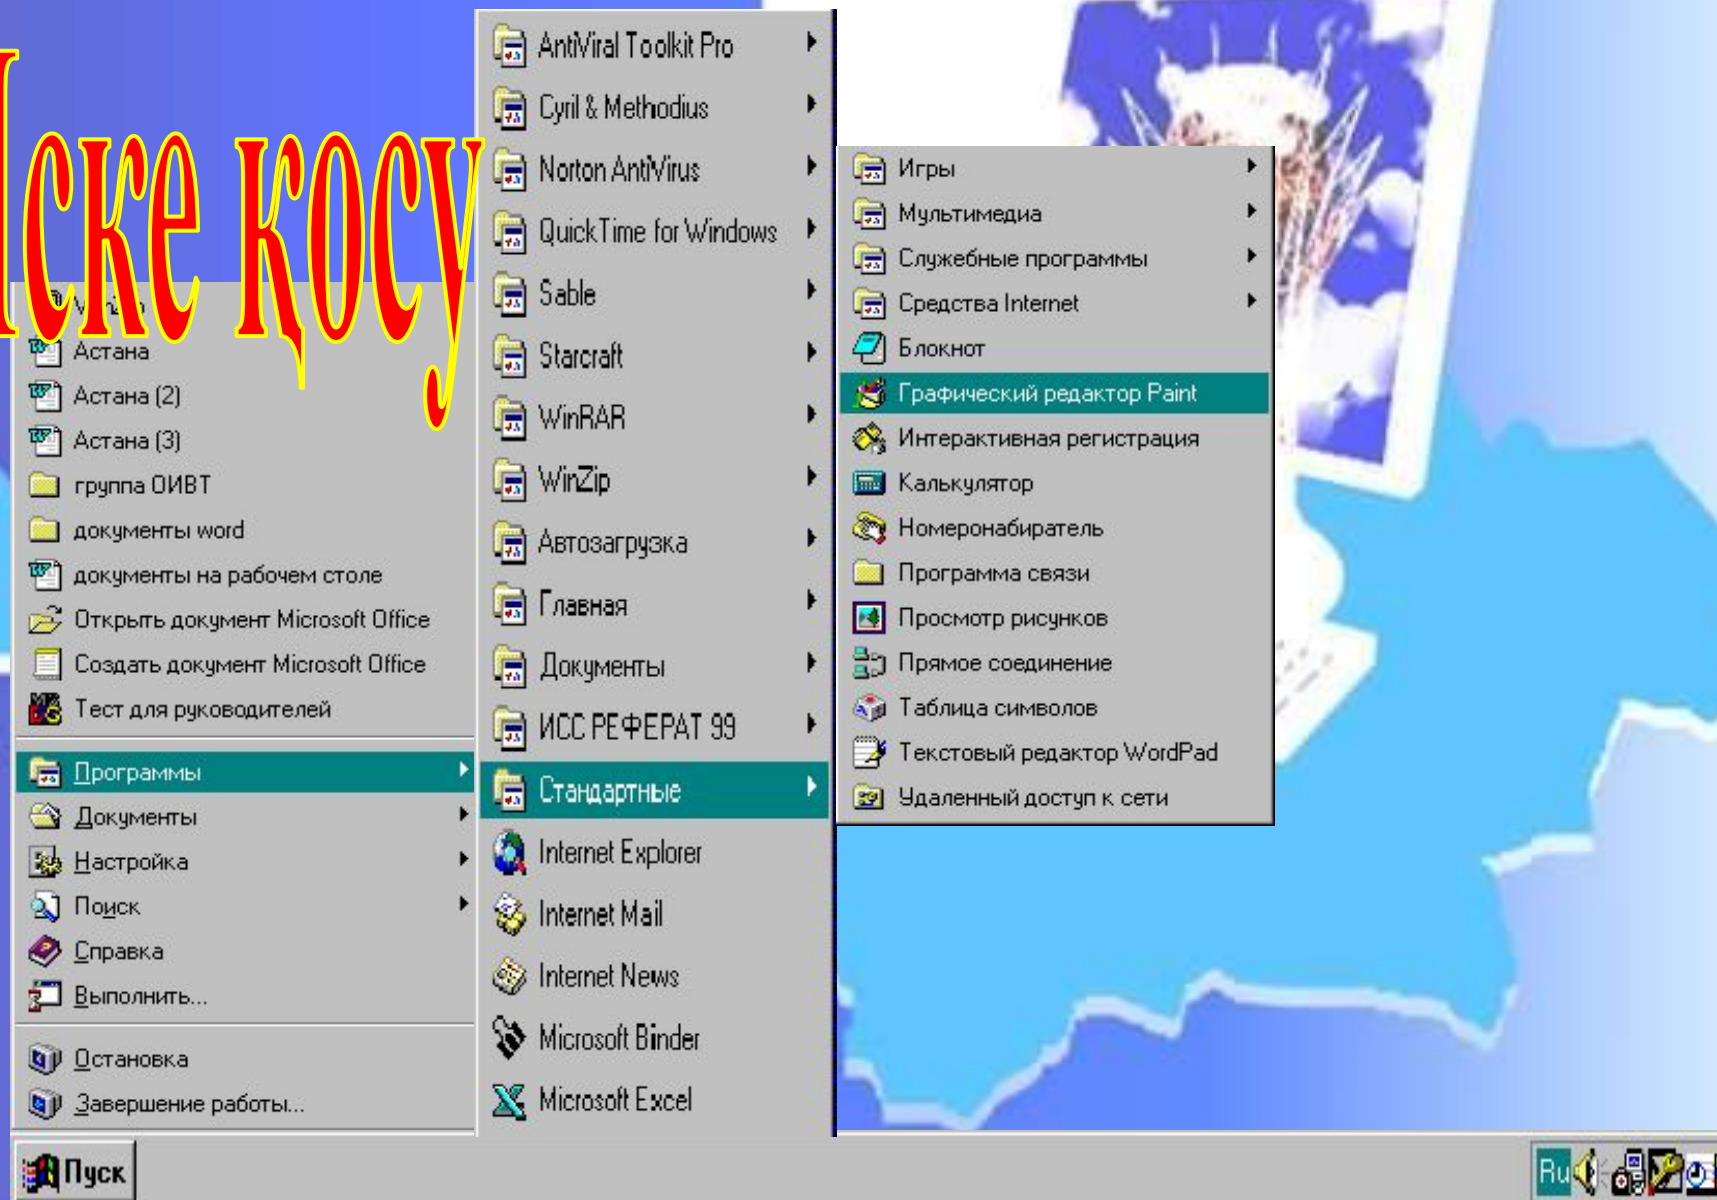 Іске қосу
WinZip
Астана
Астана (2)
Астана (3)
группа ОИВТ
документы word
документы на рабочем столе
Открыть документ Microsoft Office
Создать документ Microsoft Office
Тест для руководителей
Программы
Документы
Настройка
Поиск
Справка
Выполнить...
Остановка
Завершение работы...
AntiViral Toolkit Pro
Cyril & Methodius
Norton AntiVirus
QuickTime for Windows
Sable
Starcraft
WinRAR
WinZip
Автозагрузка
Главная
Документы
ИСС РЕФЕРАТ 99
Стандартные
Internet Explorer
Internet Mail
Internet News
Microsoft Binder
Microsoft Excel
Игры
Мультимедиа
Служебные программы
Средства Internet
Блокнот
Графический редактор Paint
Интерактивная регистрация
Калькулятор
Номеронабиратель
Программа связи
Просмотр рисунков
Прямое соединение
Таблица символов
Текстовый редактор WordPad
Удаленный доступ к сети
Пуск
Ru